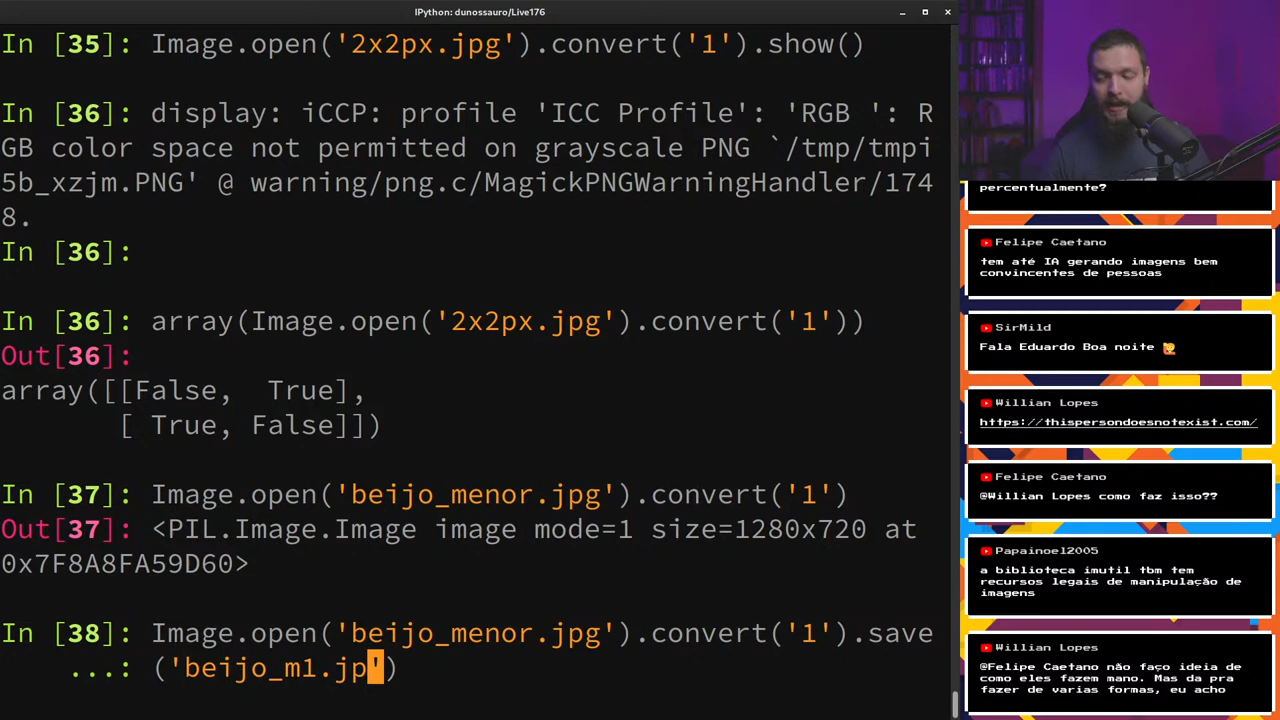 IPython: dunossauro/Live176
In [35]: Image.open('2x2px.jpg').convert('1').show()
In [36]: display: iCCP: profile 'ICC Profile': 'RGB ': R
GB color space not permitted on grayscale PNG `/tmp/tmpi
5b_xzjm.PNG' @ warning/png.c/MagickPNGWarningHandler/174
8.
In [36]:
In [36]: array(Image.open('2x2px.jpg').convert('1'))
Out[36]:
array([[False,  True],
       [ True, False]])
In [37]: Image.open('beijo_menor.jpg').convert('1')
Out[37]: <PIL.Image.Image image mode=1 size=1280x720 at
0x7F8A8FA59D60>
In [38]: Image.open('beijo_menor.jpg').convert('1').save
    ...: ('beijo_m1.jp')
percentualmente?
Felipe Caetano
tem até IA gerando imagens bem
convincentes de pessoas
SirMild
Fala Eduardo Boa noite
Willian Lopes
https://thispersondoesnotexist.com/
Felipe Caetano
@Willian Lopes como faz isso??
Papainoel2005
a biblioteca imutil tbm tem
recursos legais de manipulação de
imagens
Willian Lopes
@Felipe Caetano não faço ideia de
como eles fazem mano. Mas da pra
fazer de varias formas, eu acho